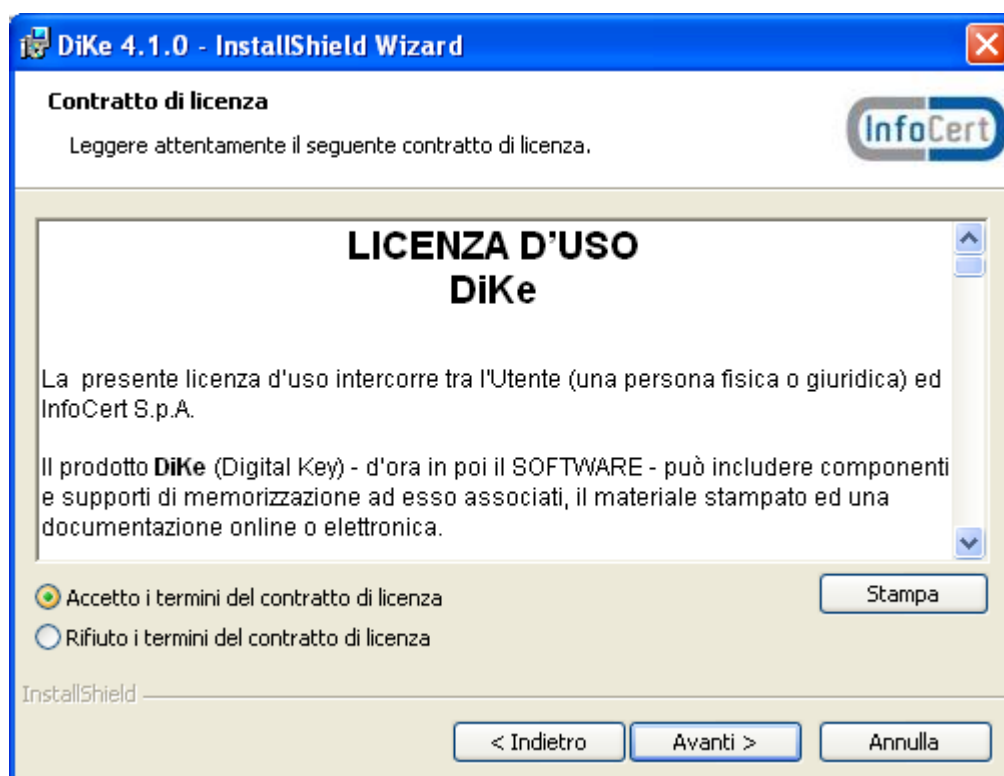 DiKe 4.1.0 - InstallShield Wizard
Contratto di licenza
Leggere attentamente il seguente contratto di licenza.
InfoCert
LICENZA D'USO
DiKe
La  presente licenza d'uso intercorre tra l'Utente (una persona fisica o giuridica) ed
InfoCert S.p.A.
Il prodotto DiKe (Digital Key) - d'ora in poi il SOFTWARE - può includere componenti
e supporti di memorizzazione ad esso associati, il materiale stampato ed una
documentazione online o elettronica.
Accetto i termini del contratto di licenza
Stampa
Rifiuto i termini del contratto di licenza
InstallShield
< Indietro
Avanti >
Annulla